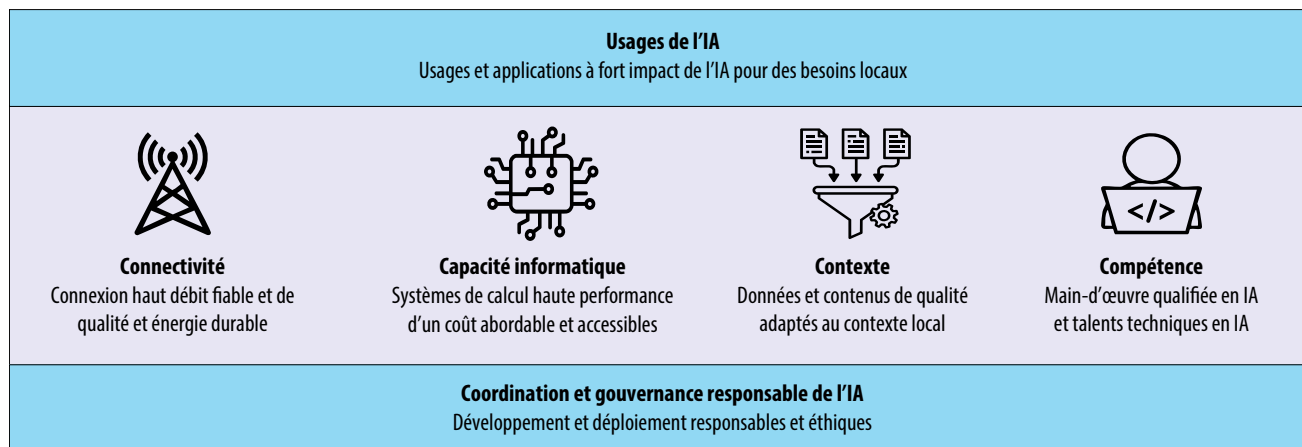 Usages de l'IA
Usages et applications à fort impact de l'IA pour des besoins locaux
Connectivité
Connexion haut débit fiable et de
qualité et énergie durable
Capacité informatique
Systèmes de calcul haute performance
d'un coût abordable et accessibles
Contexte
Données et contenus de qualité
adaptés au contexte local
</>
Compétence
Main-d'œuvre qualifiée en IA
et talents techniques en IA
Coordination et gouvernance responsable de l'IA
Développement et déploiement responsables et éthiques